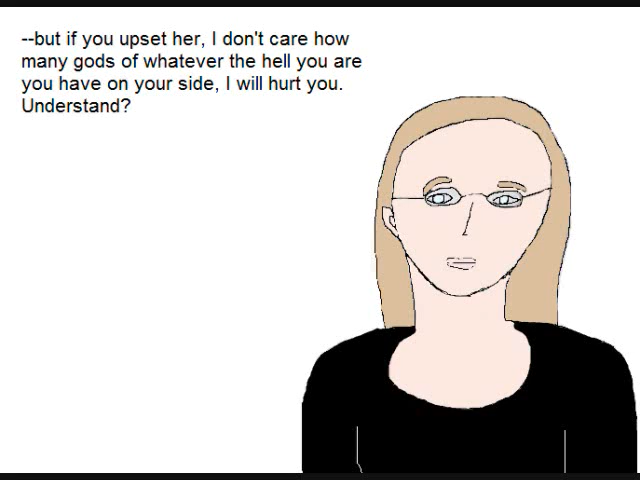 --but if you upset her, I don't care how
many gods of whatever the hell you are
you have on your side, I will hurt you.
Understand?